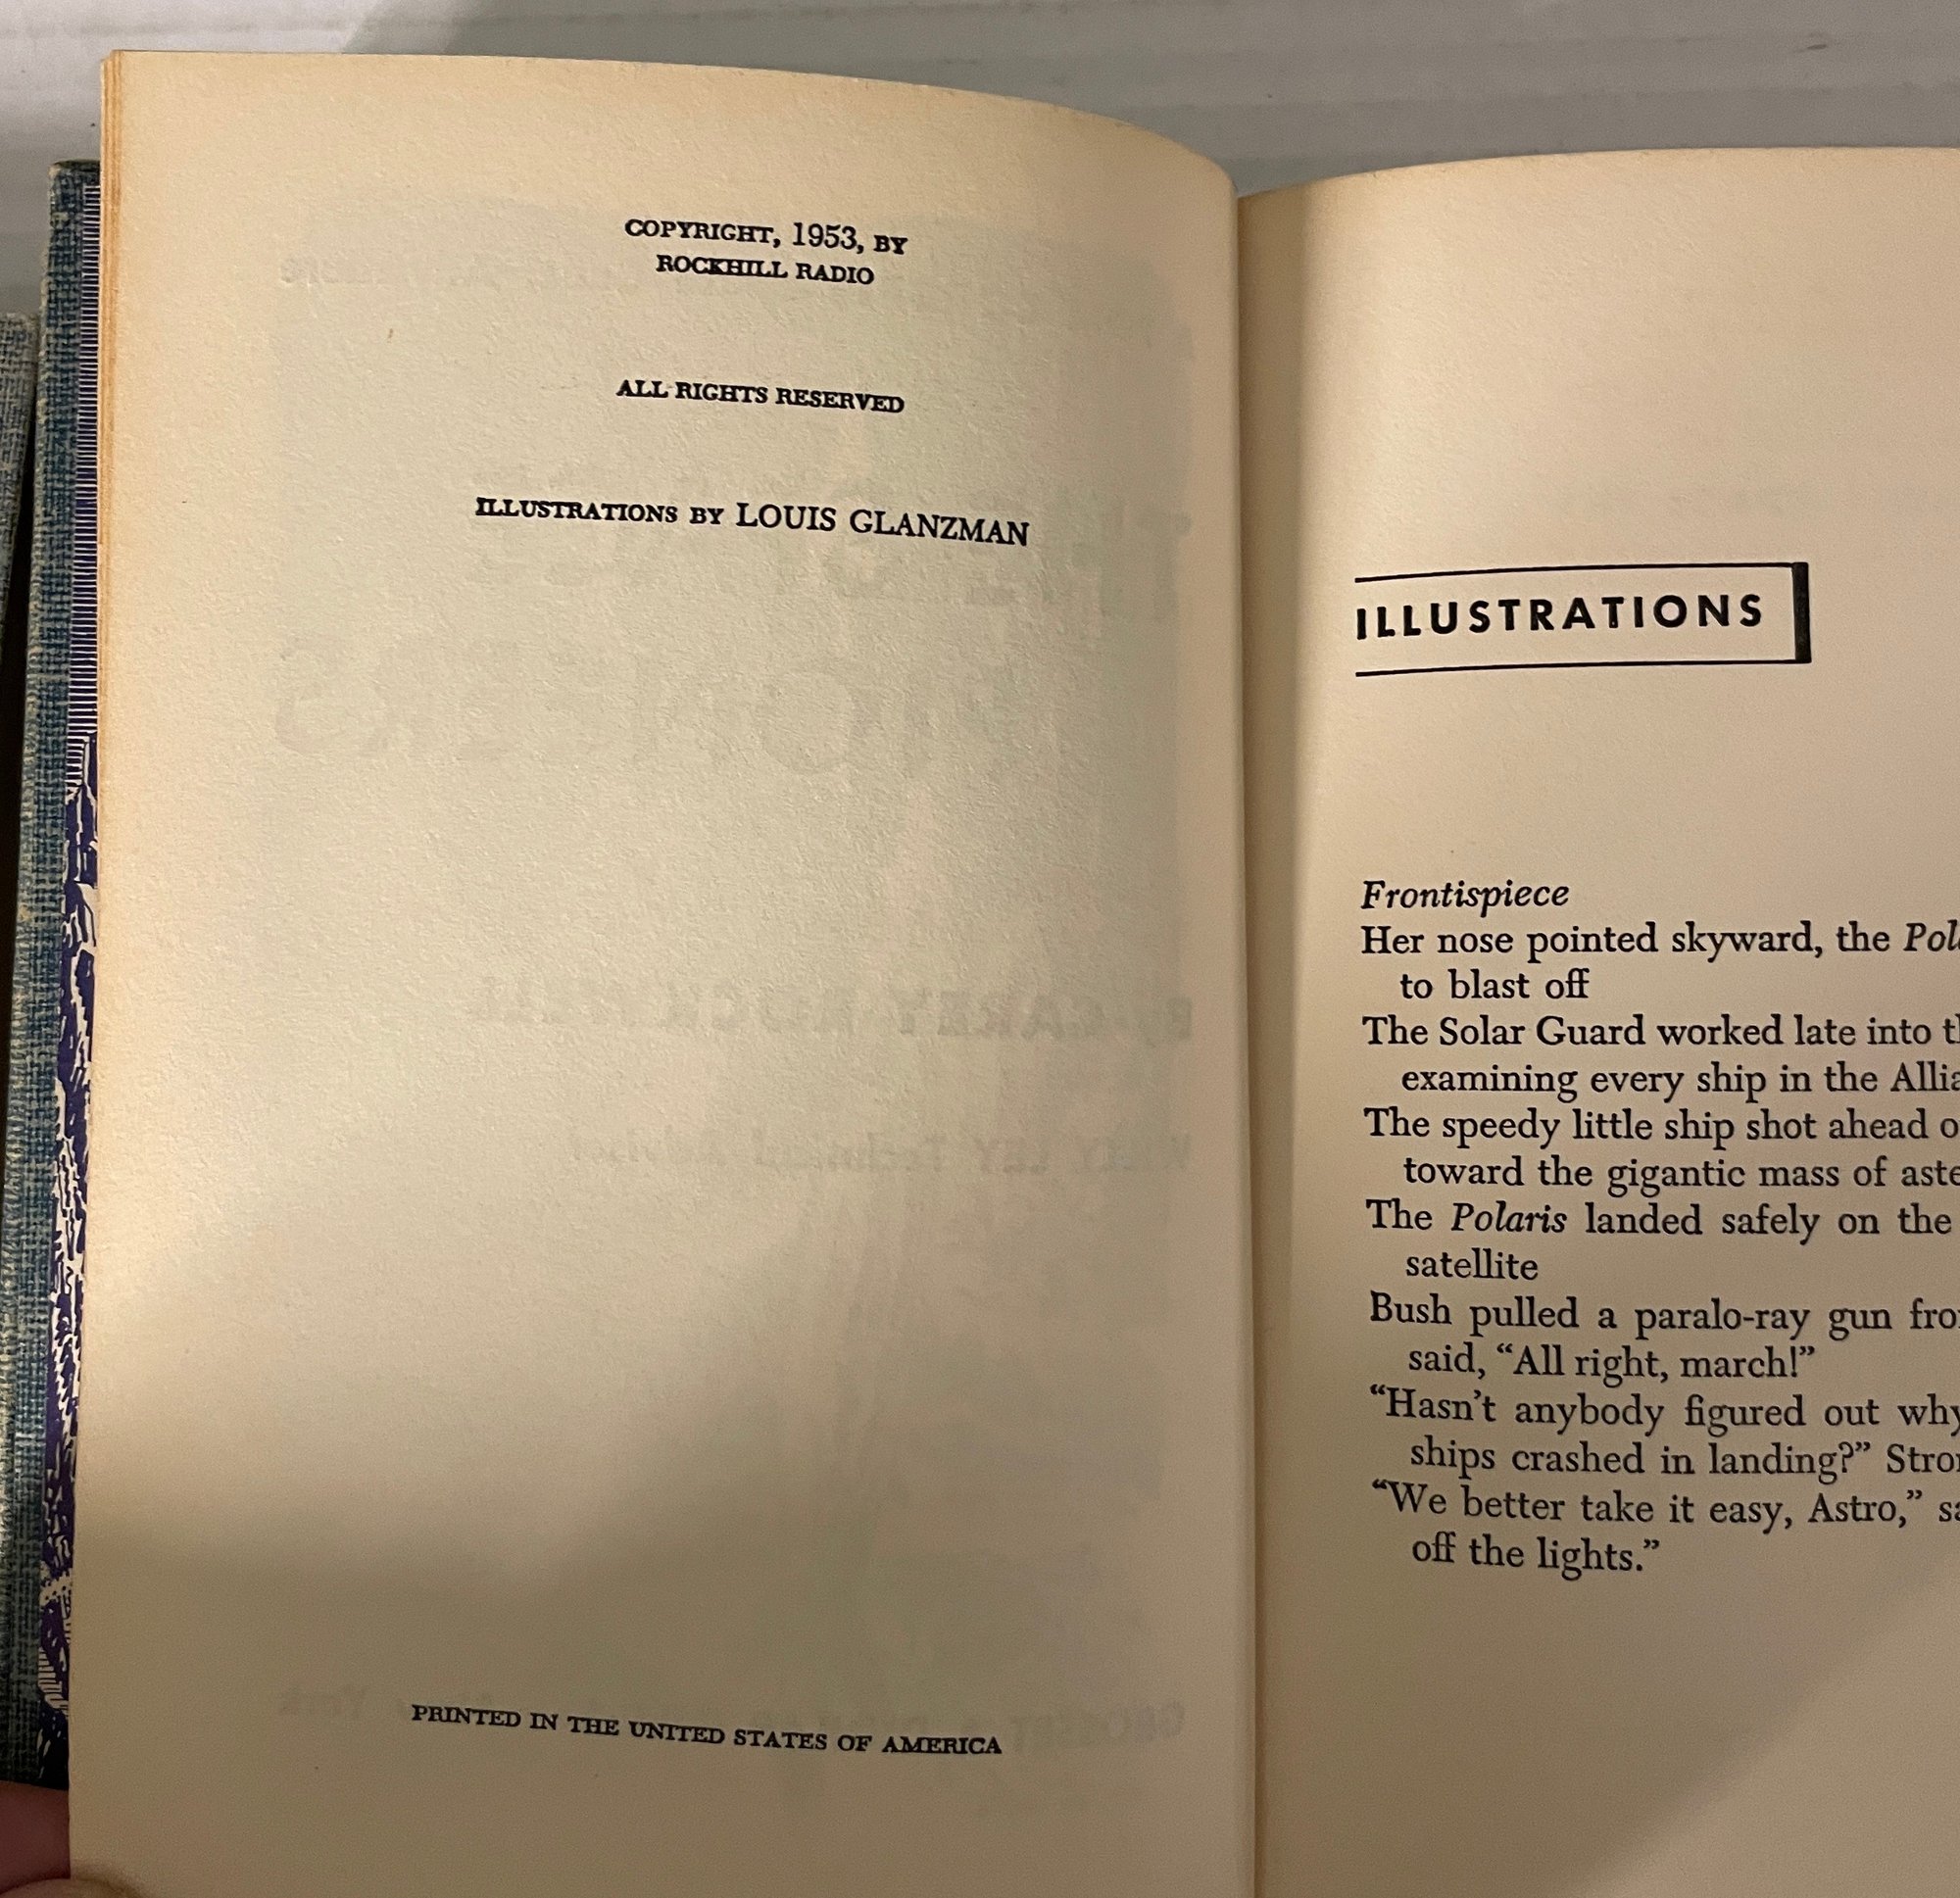 COPYRIGHT, 1953, BY
ROCKHILL RADIO
ALL RIGHTS RESERVED
ILLUSTRATIONS BY LOUIS GLANZMAN
PRINTED IN THE UNITED STATES OF AMERICA
ILLUSTRATIONS
Frontispiece
Her nose pointed skyward, the
to blast off
The Solar Guard worked late into
examining every ship in the
The speedy little ship shot ahead
toward the gigantic mass of
The Polaris landed safely on the
satellite
Bush pulled a paralo-ray gun
said, “All right, march!”
“Hasn’t anybody figured out why
ships crashed in landing?”
“We better take it easy, Astro,”
off the lights.”